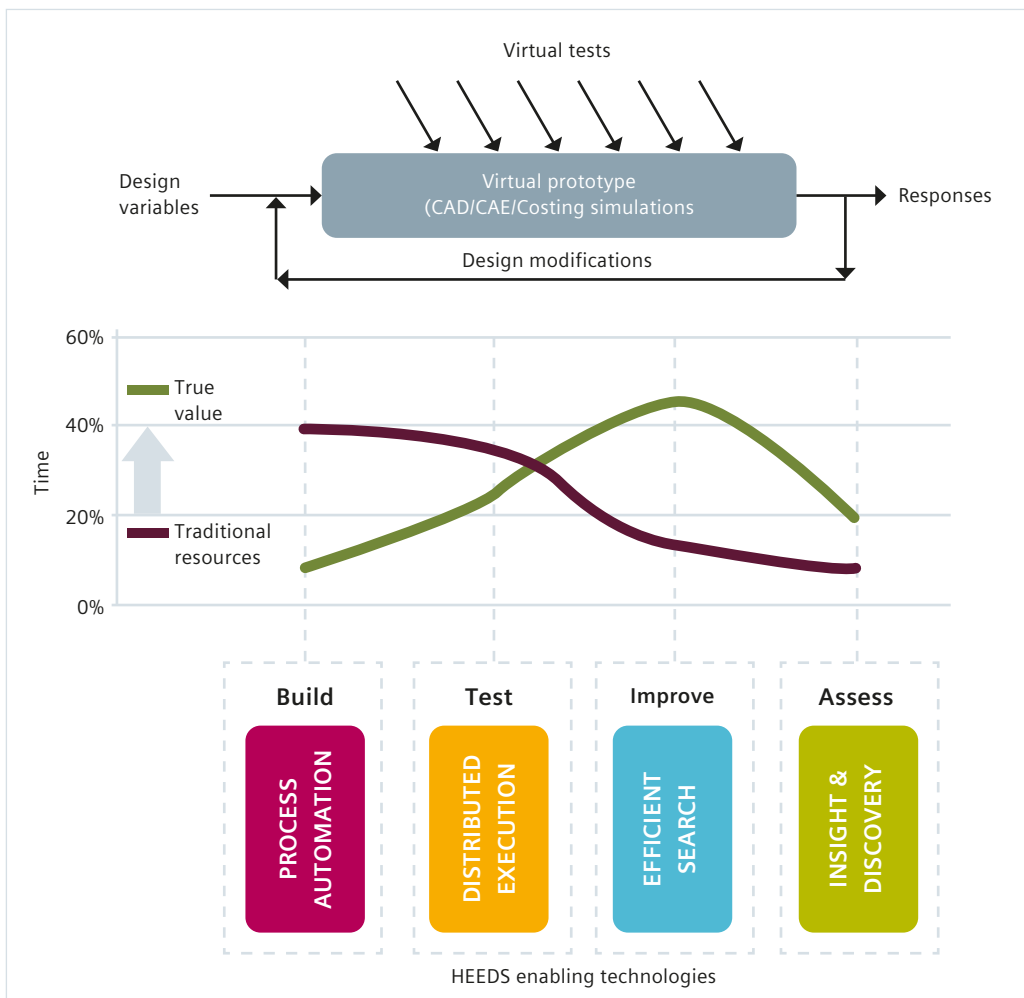 Virtual tests
Design
variables
Virtual prototype
(CAD/CAE/Costing simulations
Responses
Design modifications
60%
True
value
40%
Time
20%
Traditional
resources
0%
Build
Test
Improve
Assess
PROCESS
AUTOMATION
DISTRIBUTED
EXECUTION
EFFICIENT
SEARCH
INSIGHT &
DISCOVERY
HEEDS enabling technologies